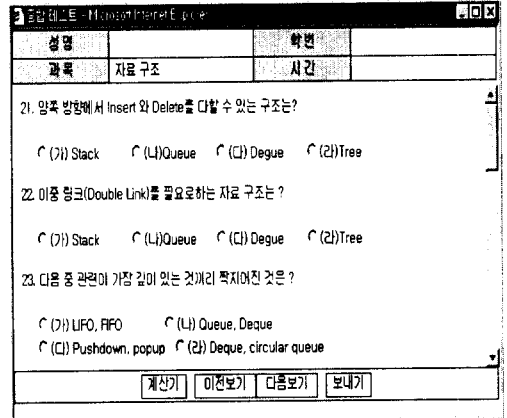 종합 테스트 - Microsoft Internet Explorer
성명 학번
과목 자료 구조 시간
21. 양쪽 방향에서 Insert 와 Delete를 다할 수 있는 구조는?
(가) Stack (나)Queue (다) Degue (라)Tree
22. 이중 링크(Double Link)를 필요로하는 자료 구조는 ?
(가) Stack (나)Queue (다) Degue (라)Tree
23. 다음 중 관련이 가장 깊이 있는 것끼리 짝지어진 것은 ?
(가) LIFO, FIFO (나) Queue, Deque
(다) Pushdown, popup (라) Deque, circular queue
계산기 이전보기 다음보기 보내기